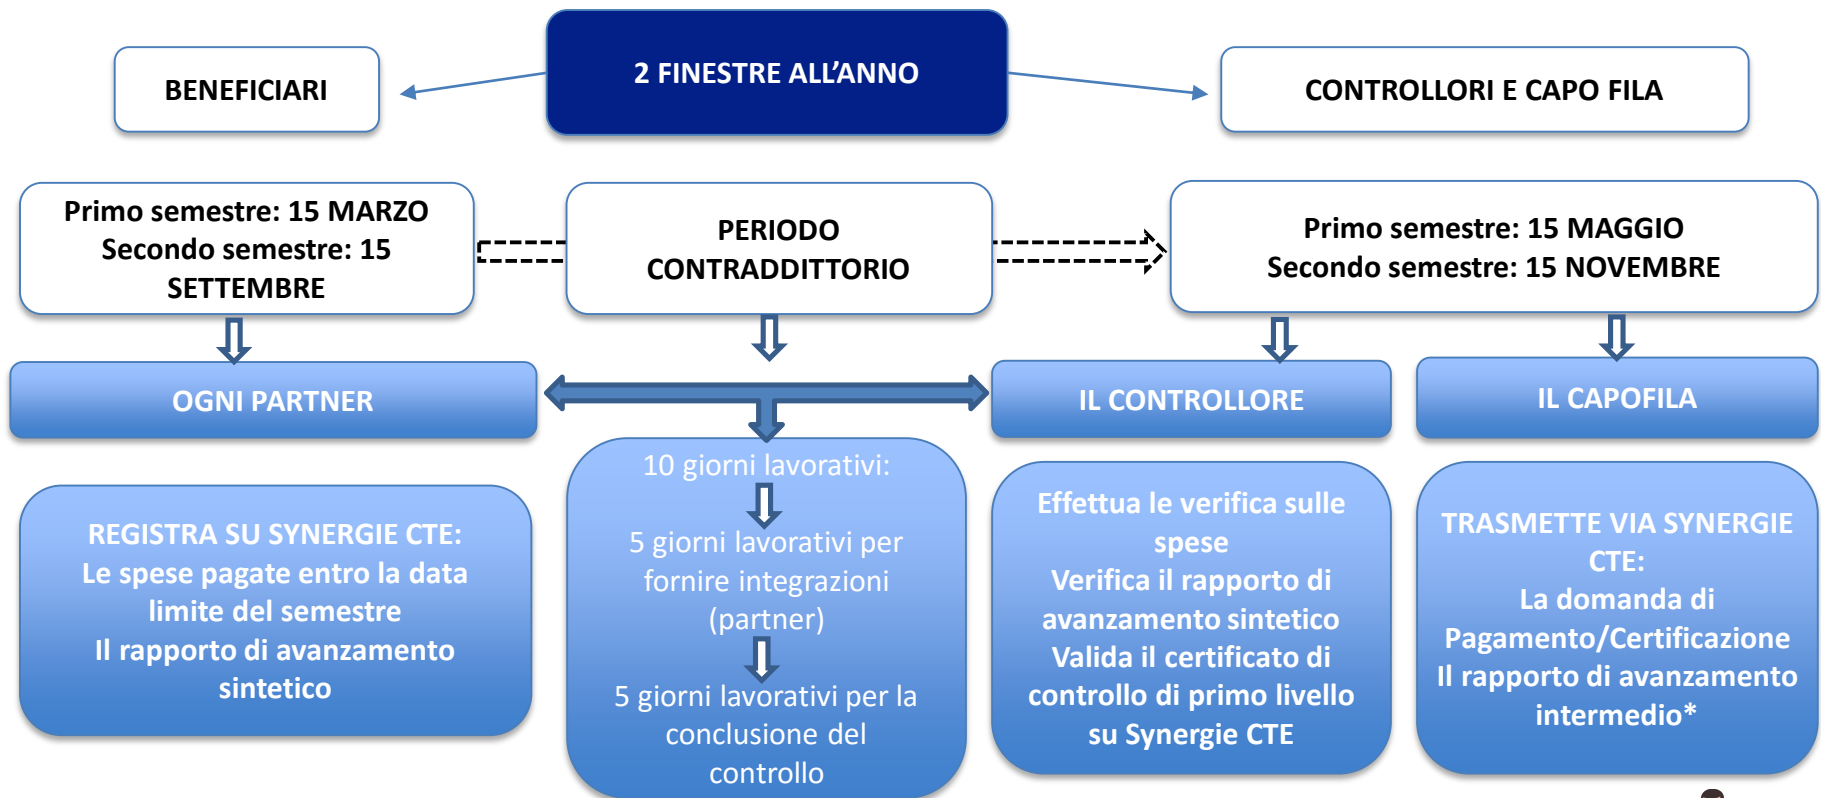 2 FINESTRE ALL'ANNO
BENEFICIARI
CONTROLLORI E CAPO FILA
Primo semestre: 15 MARZO
Secondo semestre: 15
SETTEMBRE
PERIODO
CONTRADDITTORIO
Primo semestre: 15 MAGGIO
Secondo semestre: 15 NOVEMBRE
OGNI PARTNER
IL CONTROLLORE
IL CAPOFILA
REGISTRA SU SYNERGIE CTE:
Le spese pagate entro la data
limite del semestre
Il rapporto di avanzamento
sintetico
10 giorni lavorativi:
5 giorni lavorativi per
fornire integrazioni
(partner)
5 giorni lavorativi per la
conclusione del
controllo
Effettua le verifica sulle
spese
Verifica il rapporto di
avanzamento sintetico
Valida il certificato di
controllo di primo livello
su Synergie CTE
TRASMETTE VIA SYNERGIE
CTE:
La domanda di
Pagamento/Certificazione
Il rapporto di avanzamento
intermedio*